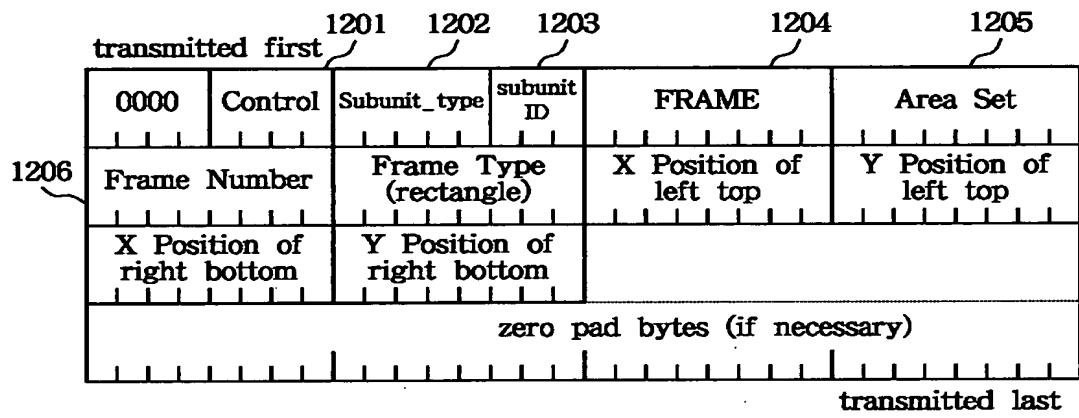 1201 1202 1203 1204 1205
transmitted first
0000 Control Subunit_type subunit ID FRAME Area Set
1206
Frame Number Frame Type (rectangle) X Position of left top Y Position of left top
X Position of right bottom Y Position of right bottom
zero pad bytes (if necessary)
transmitted last